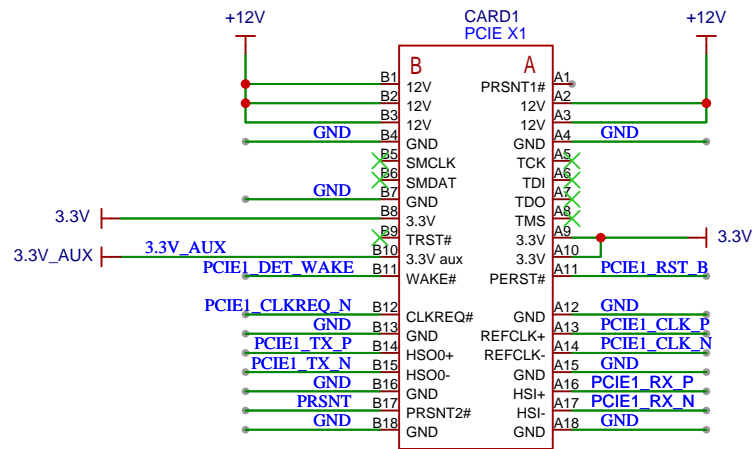 CARD1
+12V PCIE X1 +12V
B A
B1 12V PRSNT1# A1
B2 12V 12V A2
B3 12V 12V A3
GND B4 GND GND A4 GND
B5 SMCLK TCK A5
B6 SMDAT TDI A6
GND B7 GND TDO A7
3.3V B8 3.3V TMS A8
B9 TRST# 3.3V A9 3.3V
3.3V_AUX 3.3V_AUX B10 3.3V aux 3.3V A10
PCIE1_DET_WAKE B11 WAKE# PERST# A11 PCIE1_RST_B
PCIE1_CLKREQ_N B12 CLKREQ# GND A12 GND
GND B13 GND REFCLK+ A13 PCIE1_CLK_P
PCIE1_TX_P B14 HSO0+ REFCLK- A14 PCIE1_CLK_N
PCIE1_TX_N B15 HSO0- GND A15 GND
GND B16 GND HSI+ A16 PCIE1_RX_P
PRSNT B17 PRSNT2# HSI- A17 PCIE1_RX_N
GND B18 GND GND A18 GND